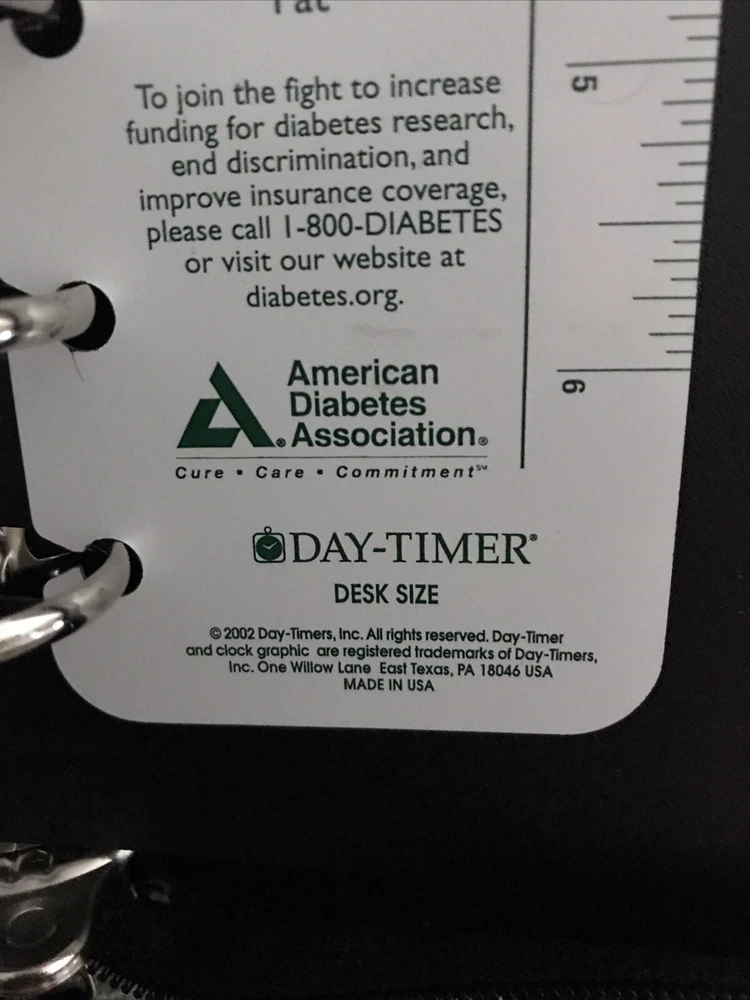 To join the fight to increase
funding for diabetes research,
end discrimination, and
improve insurance coverage,
please call 1-800-DIABETES
or visit our website at
diabetes.org.
American
Diabetes
® Association®
Cure • Care • Commitment℠
DAY-TIMER®
DESK SIZE
© 2002 Day-Timers, Inc. All rights reserved. Day-Timer
and clock graphic are registered trademarks of Day-Timers,
Inc. One Willow Lane East Texas, PA 18046 USA
MADE IN USA
5
6